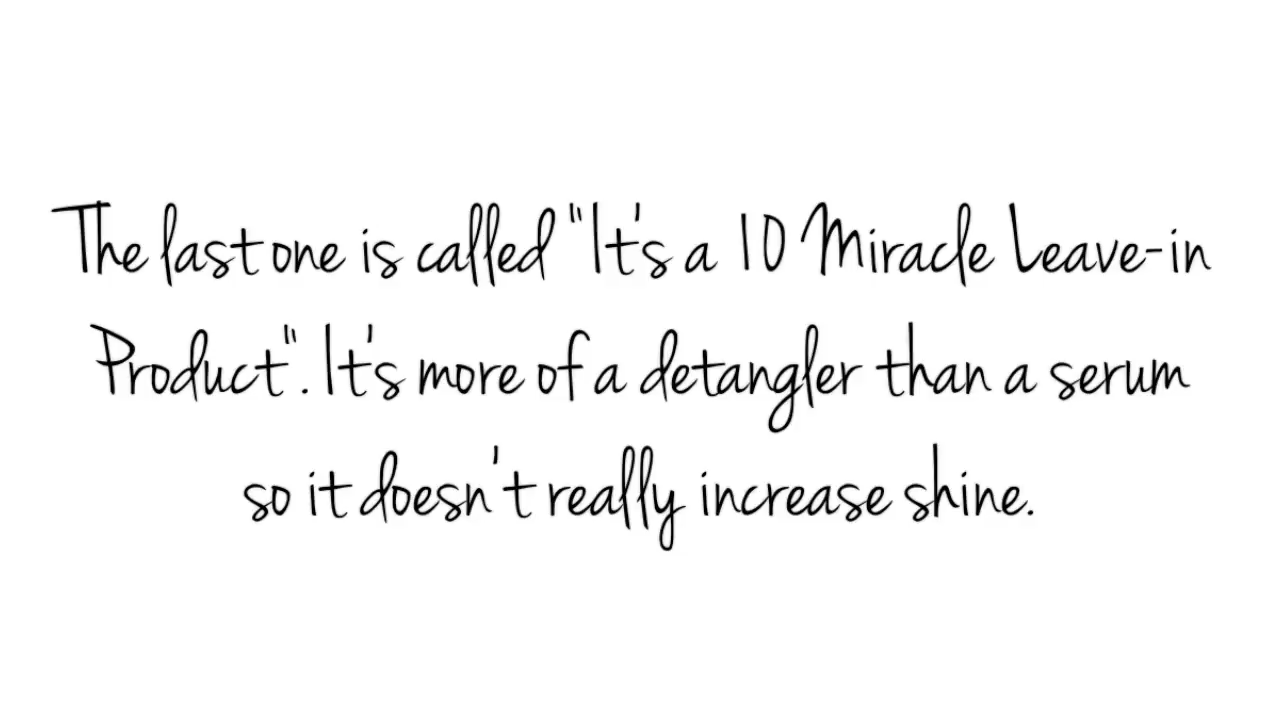 The last one is called "It's a 10 Miracle Leave-in
Product". It's more of a detangler than a serum
so it doesn't really increase shine.